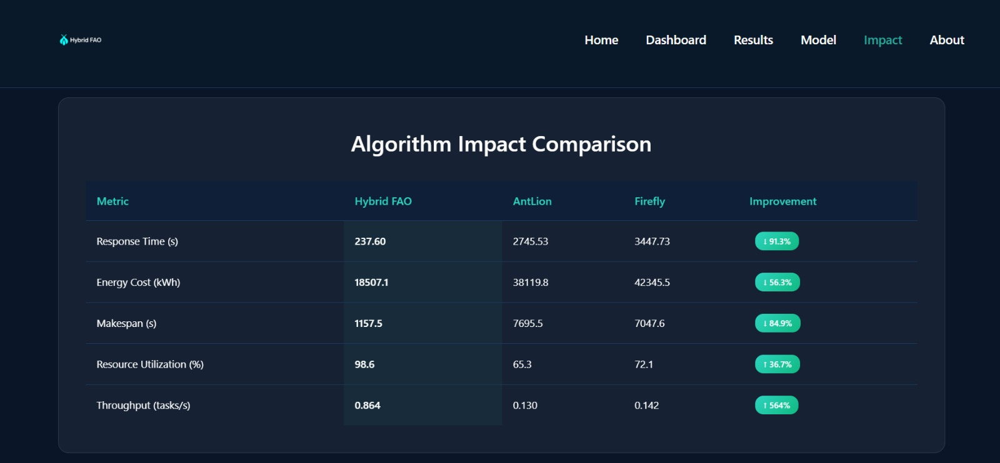 Hybrid FAO
Home Dashboard Results Model Impact About
Algorithm Impact Comparison
Metric Hybrid FAO AntLion Firefly Improvement
Response Time (s) 237.60 2745.53 3447.73 ↓ 91.3%
Energy Cost (kWh) 18507.1 38119.8 42345.5 ↓ 56.3%
Makespan (s) 1157.5 7695.5 7047.6 ↓ 84.9%
Resource Utilization (%) 98.6 65.3 72.1 ↑ 36.7%
Throughput (tasks/s) 0.864 0.130 0.142 ↑ 564%